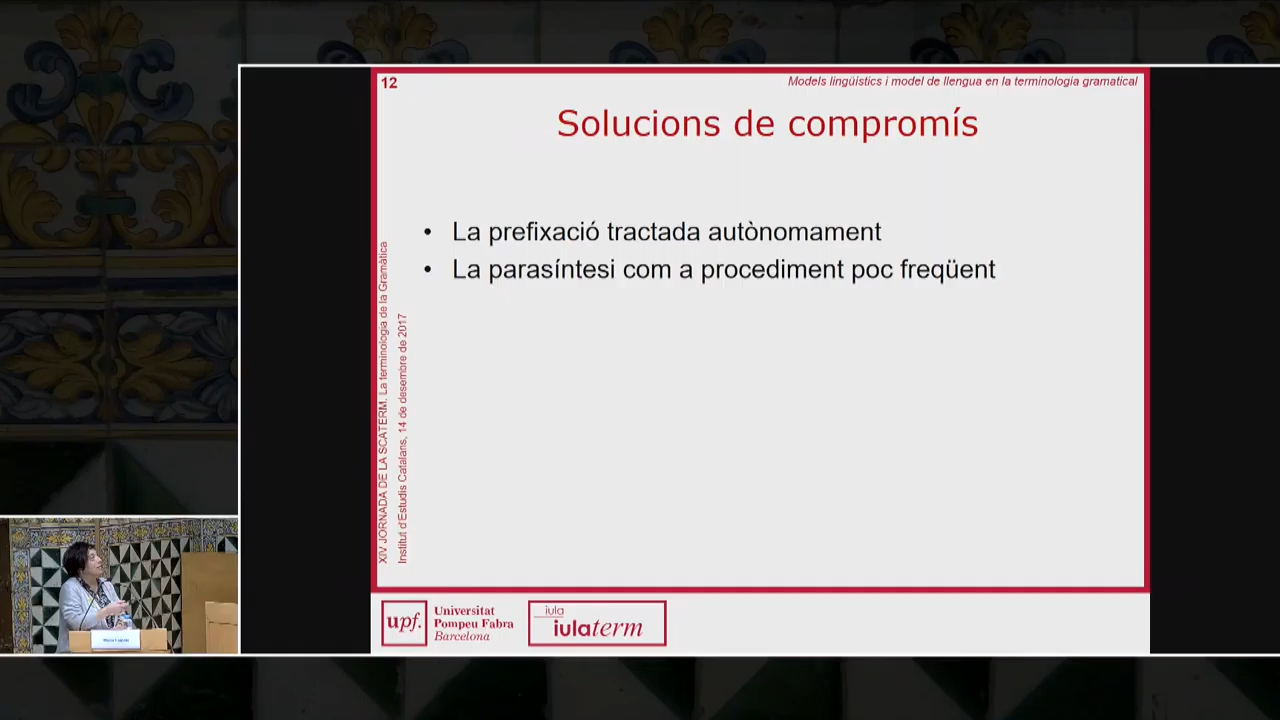 12
Models lingüístics i model de llengua en la terminologia gramatical
Solucions de compromís
• La prefixació tractada autònomament
• La parasíntesi com a procediment poc freqüent
XIV JORNADA DE LA SCATERM. La terminologia de la Gramàtica
Institut d'Estudis Catalans, 14 de desembre de 2017
upf.
Universitat
Pompeu Fabra
Barcelona
iula
iulaterm